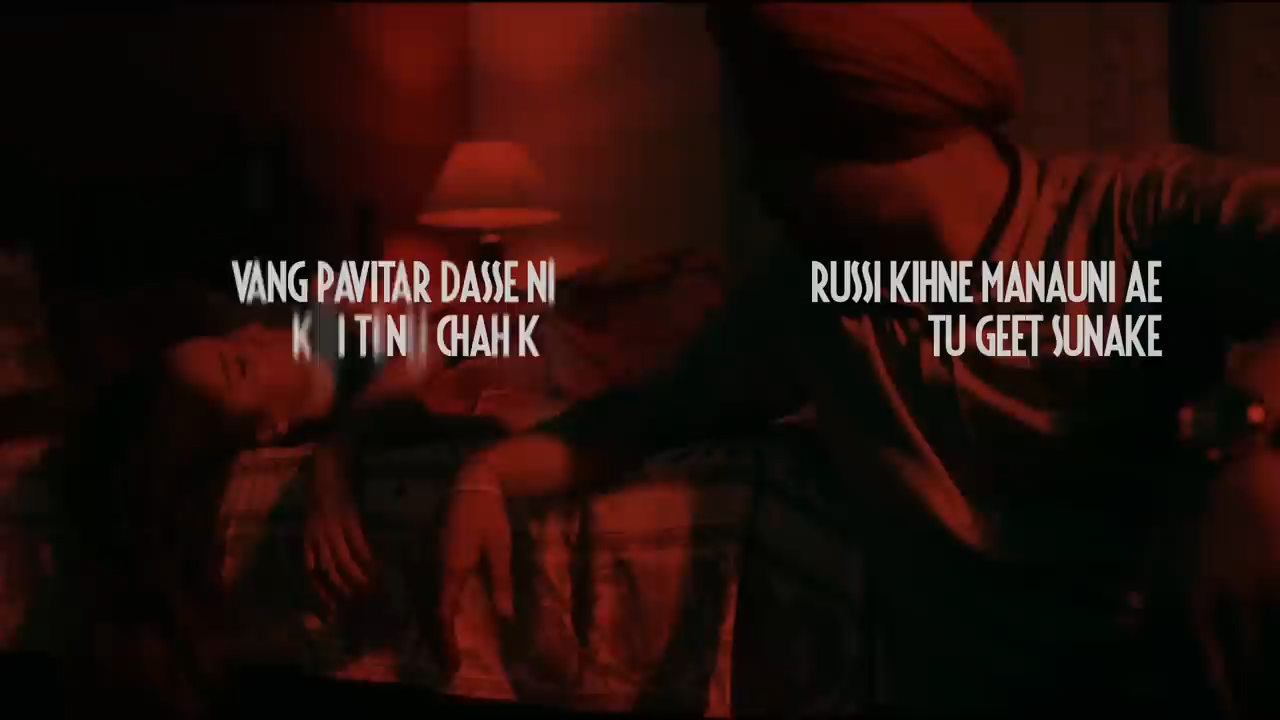 VANG PAVITAR DASSE NI
CHAH K
RUSSI KIHNE MANAUNI AE
TU GEET SUNAKE